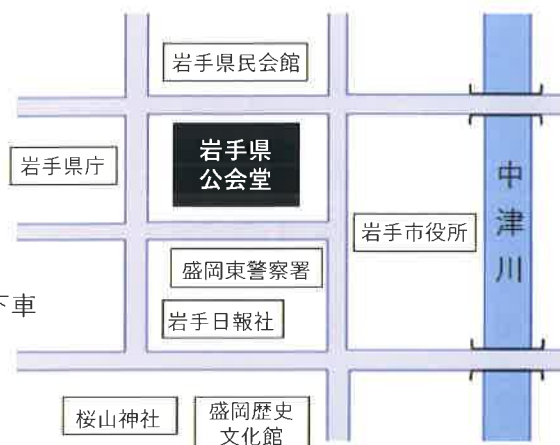 岩手県民会館
岩手県庁
岩手県
公会堂
中津川
岩手市役所
盛岡東警察署
下車
岩手日報社
桜山神社
盛岡歴史
文化館